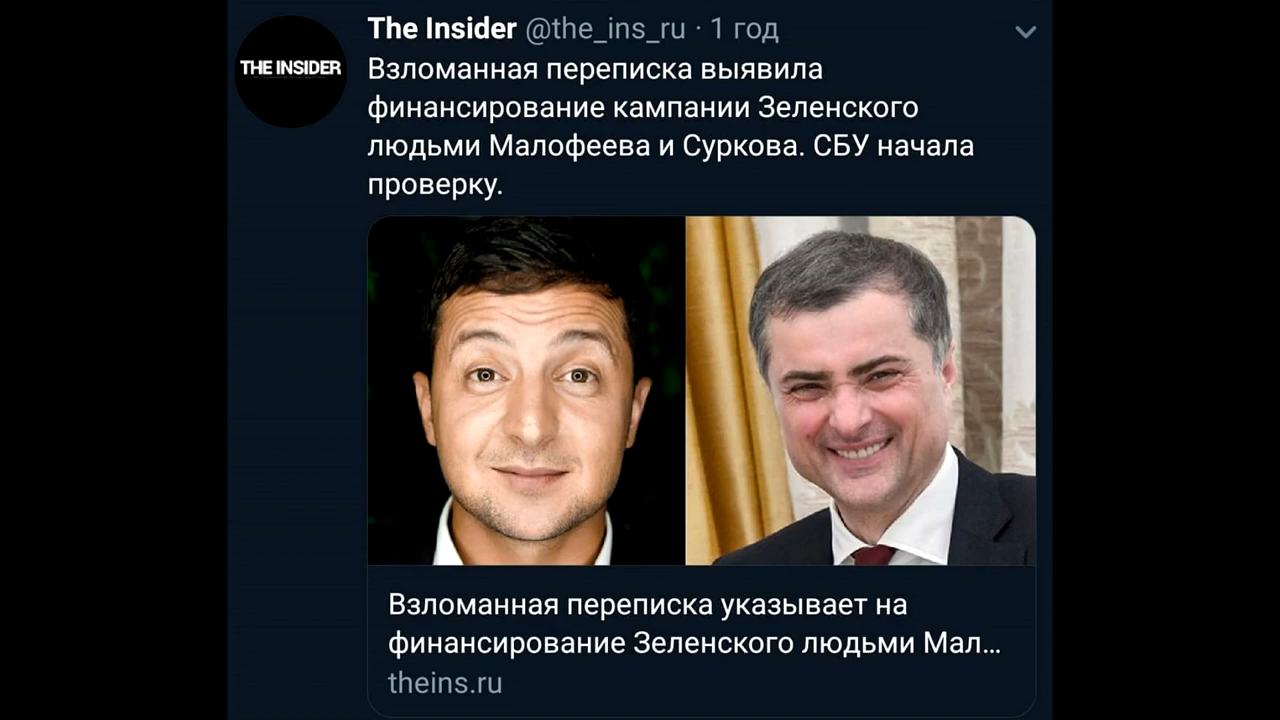 The Insider @the_ins_ru · 1 год
THE INSIDER
Взломанная переписка выявила
финансирование кампании Зеленского
людьми Малофеева и Суркова. СБУ начала
проверку.
Взломанная переписка указывает на
финансирование Зеленского людьми Мал...
theins.ru